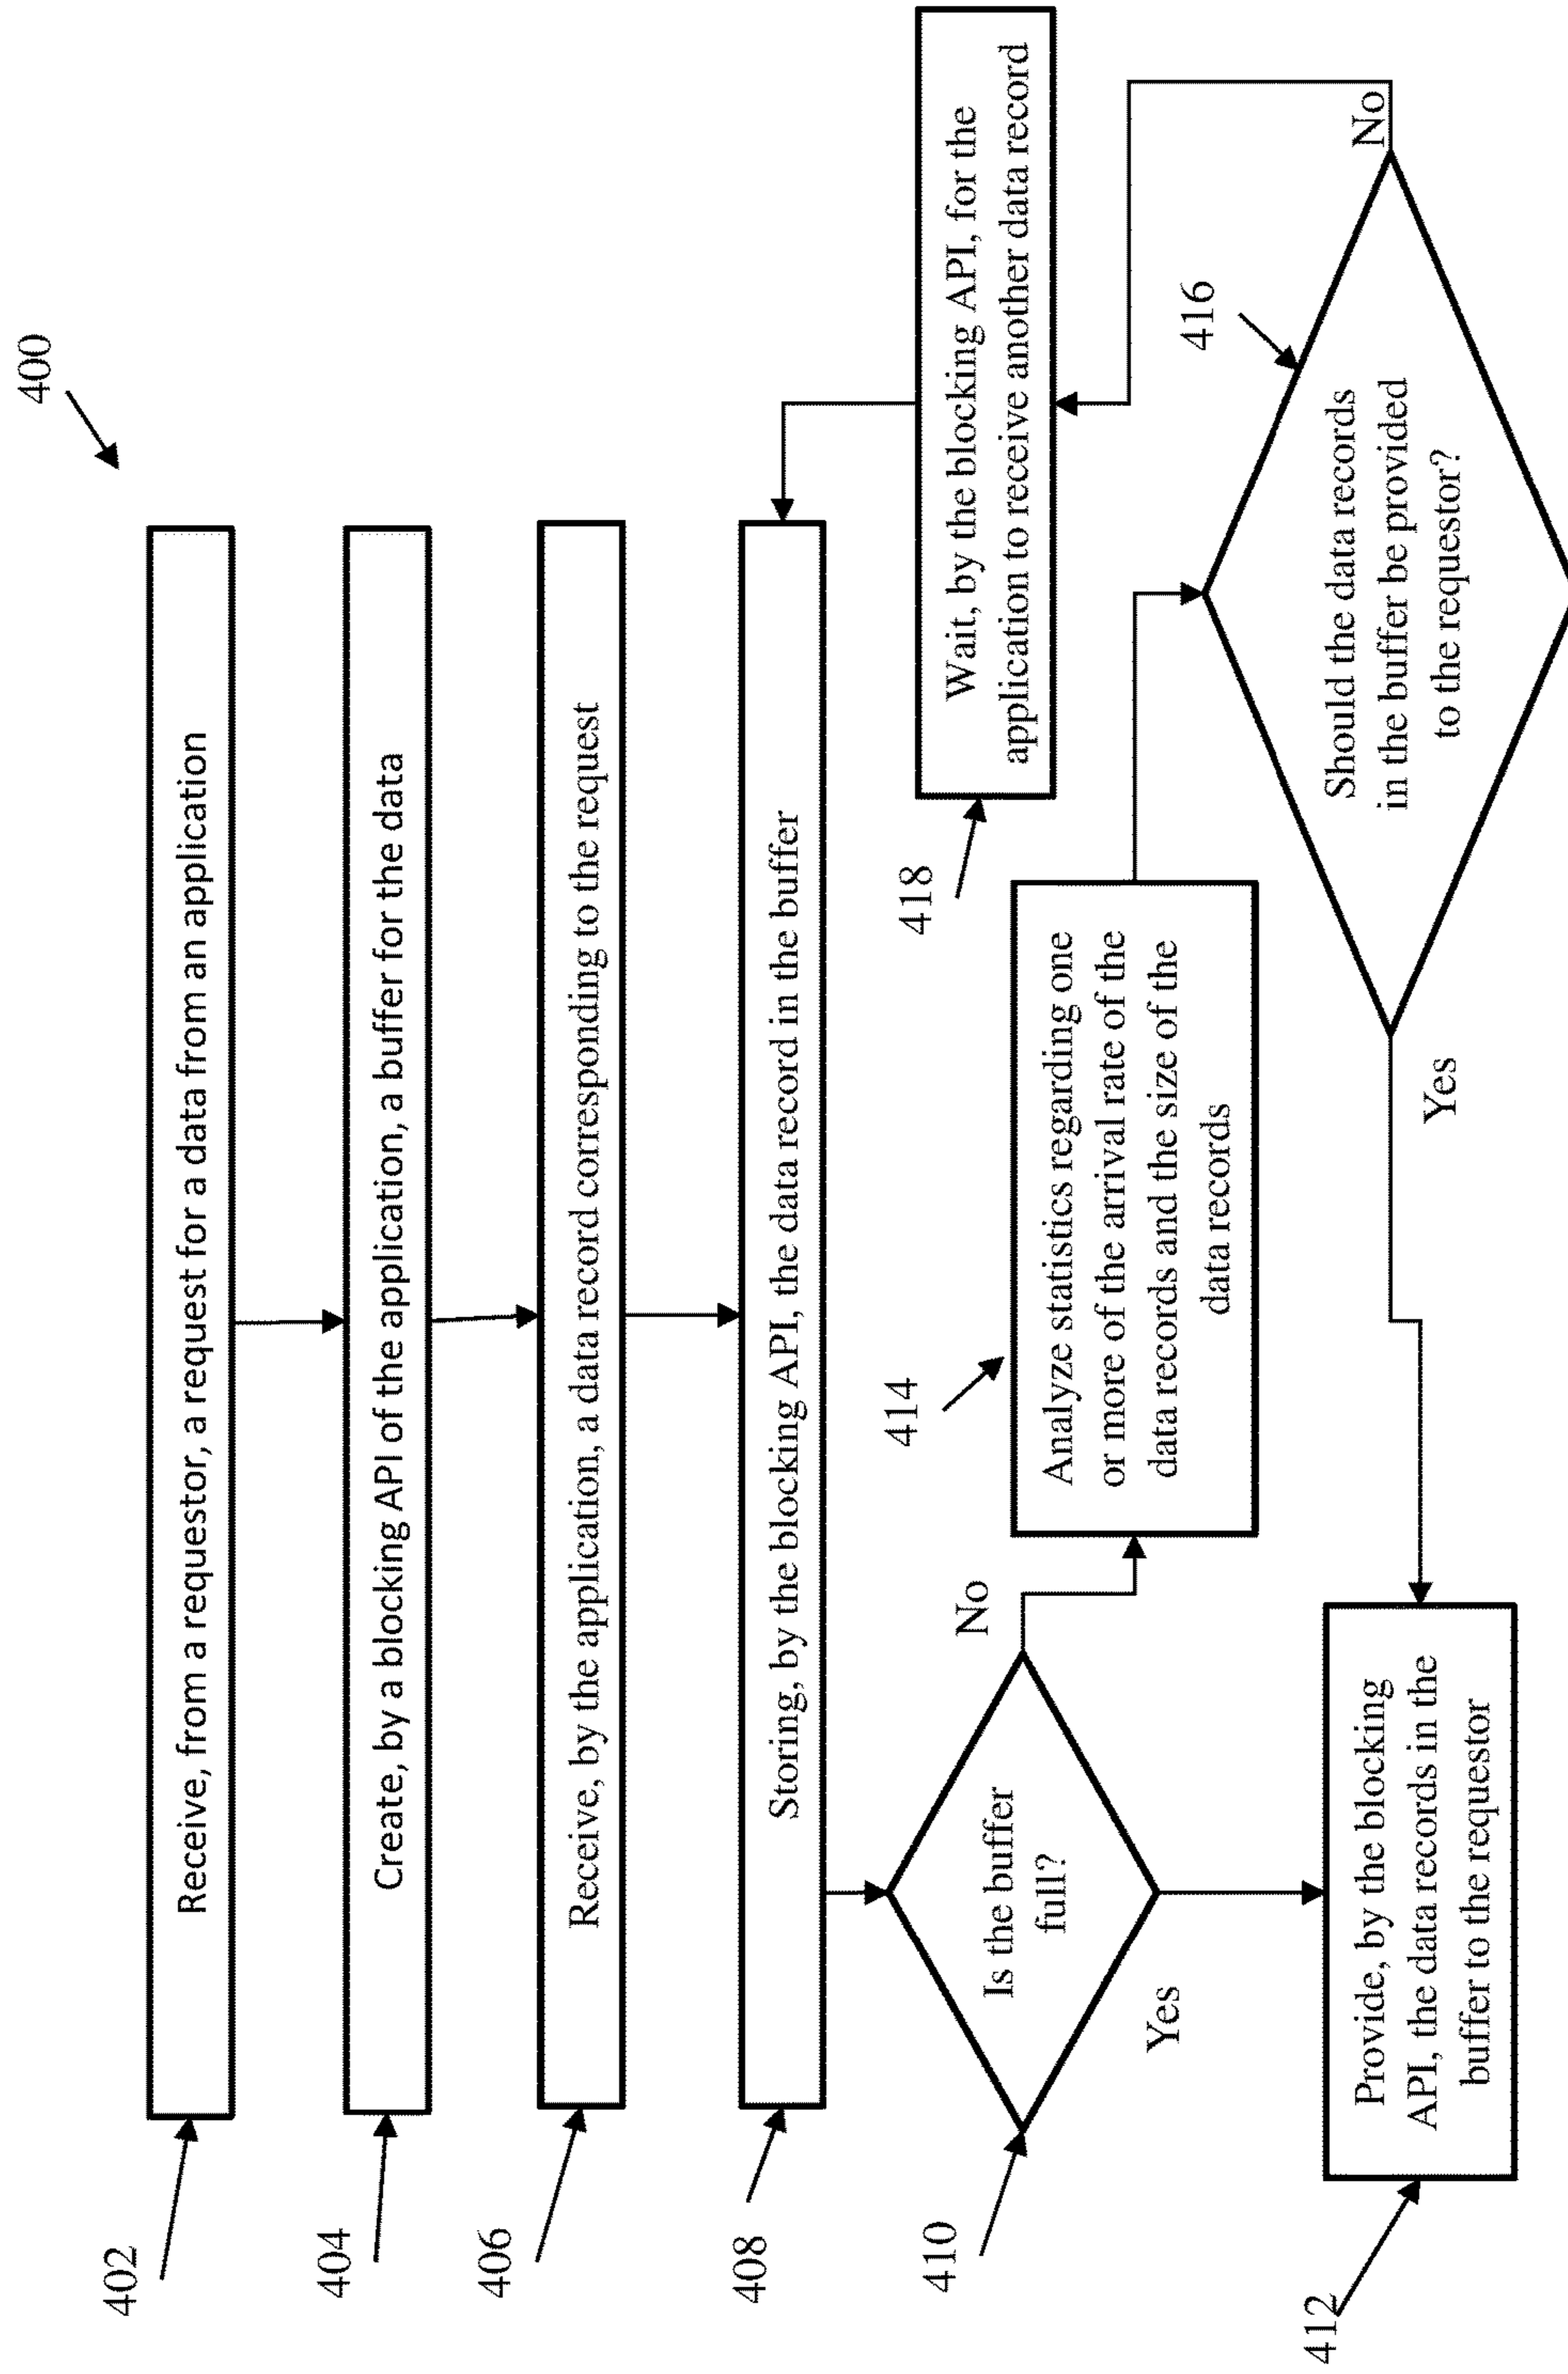 400
402
Receive, from a requestor, a request for a data from an application
404
Create, by a blocking API of the application, a buffer for the data
406
Receive, by the application, a data record corresponding to the request
408
Storing, by the blocking API, the data record in the buffer
410
Is the buffer
full?
No
Yes
414
Analyze statistics regarding one
or more of the arrival rate of the
data records and the size of the
data records
418
Wait, by the blocking API, for the
application to receive another data record
416
Should the data records
in the buffer be provided
to the requestor?
No
Yes
412
Provide, by the blocking
API, the data records in the
buffer to the requestor